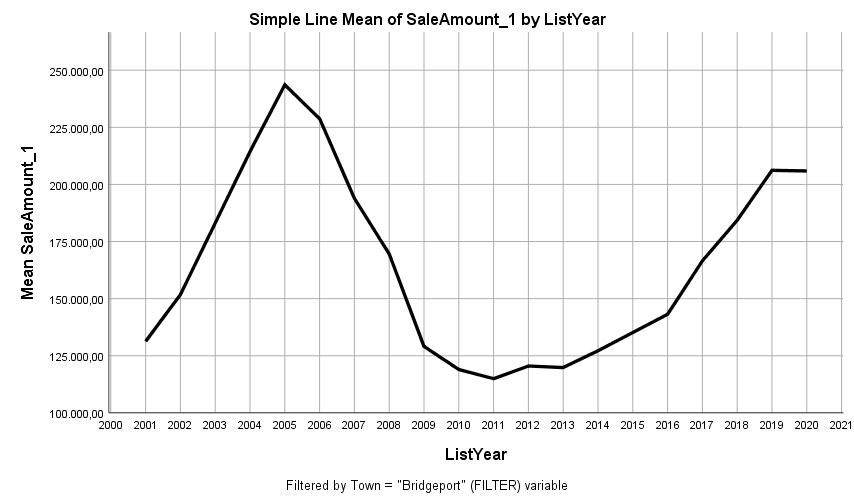 Simple Line Mean of SaleAmount_1 by ListYear
Mean SaleAmount_1
250.000,00
225.000,00
200.000,00
175.000,00
150.000,00
125.000,00
100.000,00
2000 2001 2002 2003 2004 2005 2006 2007 2008 2009 2010 2011 2012 2013 2014 2015 2016 2017 2018 2019 2020 2021
ListYear
Filtered by Town = "Bridgeport" (FILTER) variable